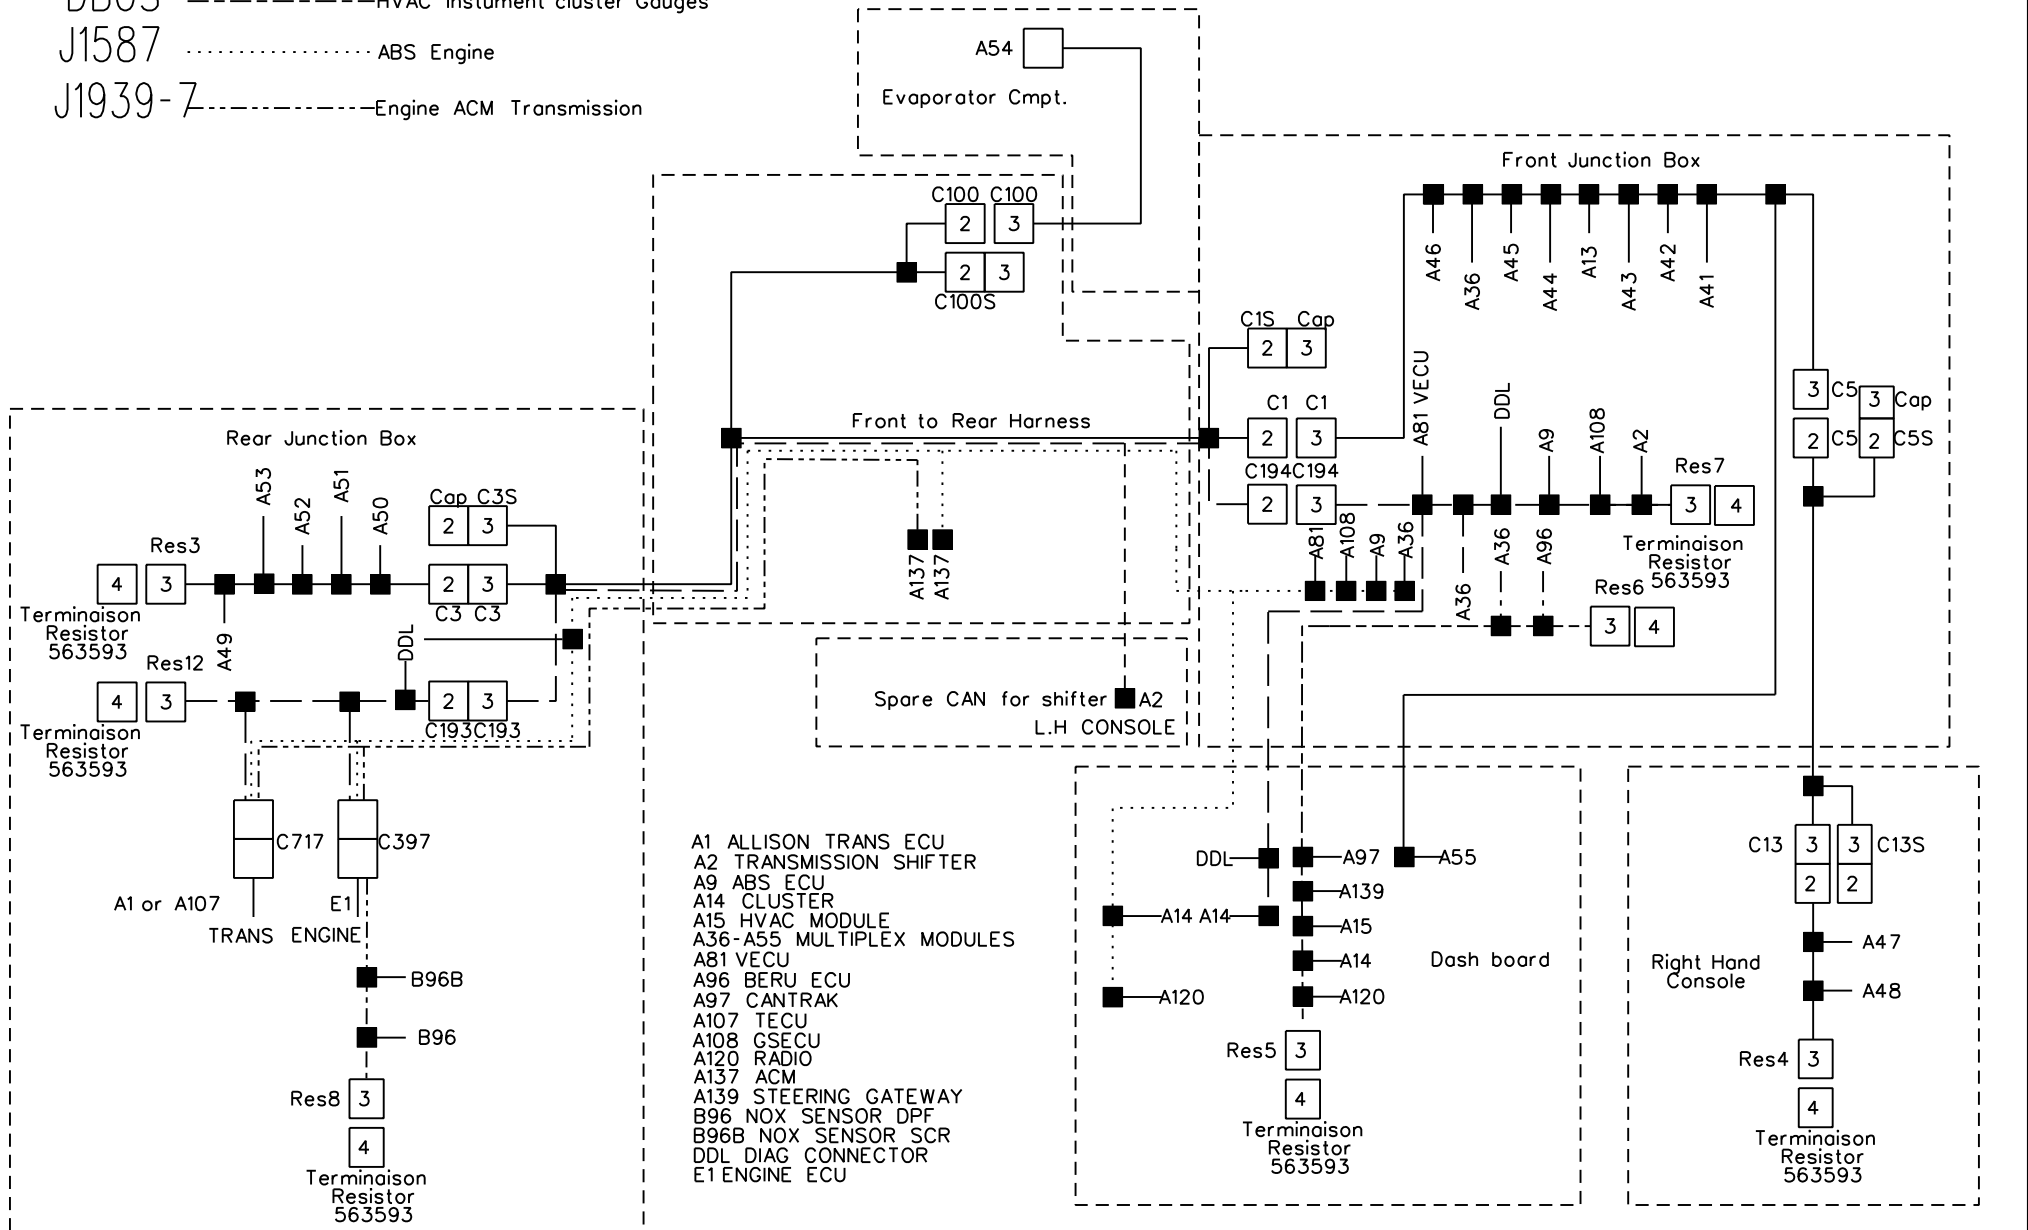 HVAC Instument cluster Gauges
J1587
ABS Engine
J1939-7
Engine ACM Transmission
A54
Evaporator Cmpt.
Front Junction Box
C100 C100
2 3
2 3
C100S
A46
A36
A45
A44
A13
A43
A42
A41
C1S Cap
2 3
Front to Rear Harness
C1 C1
2 3
C194 C194
2 3
A81 VECU
DDL
A9
A108
A2
Res7
3 4
Terminaison
Resistor
563593
3 C5
2 C5
3 Cap
2 C5S
A81
A108
A9
A36
A36
A36
A96
Res6
3 4
Rear Junction Box
A53
A52
A51
A50
Cap C3S
2 3
Res3
4 3
2 3
C3 C3
Terminaison
Resistor
563593
A49
DDL
Res12
4 3
2 3
C193 C193
Terminaison
Resistor
563593
A137
A137
Spare CAN for shifter
A2
L.H CONSOLE
C717
C397
A1 or A107
E1
TRANS ENGINE
B96B
B96
Res8
3
4
Terminaison
Resistor
563593
A1 ALLISON TRANS ECU
A2 TRANSMISSION SHIFTER
A9 ABS ECU
A14 CLUSTER
A15 HVAC MODULE
A36-A55 MULTIPLEX MODULES
A81 VECU
A96 BERU ECU
A97 CANTRAK
A107 TECU
A108 GSECU
A120 RADIO
A137 ACM
A139 STEERING GATEWAY
B96 NOX SENSOR DPF
B96B NOX SENSOR SCR
DDL DIAG CONNECTOR
E1 ENGINE ECU
DDL
A97
A55
A139
A14 A14
A15
A14
Dash board
A120
A120
Res5
3
4
Terminaison
Resistor
563593
C13
3
2
3
2
C13S
A47
Right Hand
Console
A48
Res4
3
4
Terminaison
Resistor
563593